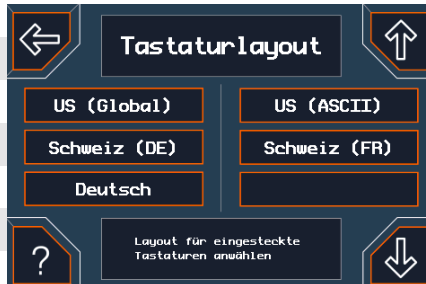 Tastaturlayout
US (Global)
US (ASCII)
Schweiz (DE)
Schweiz (FR)
Deutsch
?
Layout für eingesteckte
Tastaturen anwählen